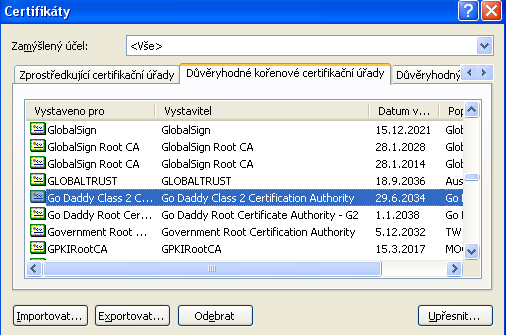 Certifikáty
Zamýšlený účel: <Vše>
Zprostředkující certifikační úřady Důvěryhodné kořenové certifikační úřady Důvěryhodný
Vystaveno pro Vystavitel Datum v... Pop
GlobalSign GlobalSign 15.12.2021 Glob
GlobalSign Root CA GlobalSign Root CA 28.1.2028 Glob
GlobalSign Root CA GlobalSign Root CA 28.1.2014 Glob
GLOBALTRUST GLOBALTRUST 18.9.2036 Aus
Go Daddy Class 2 C... Go Daddy Class 2 Certification Authority 29.6.2034 Go
Go Daddy Root Cer... Go Daddy Root Certificate Authority - G2 1.1.2038 Go
Government Root ... Government Root Certification Authority 5.12.2032 TW
GPKIRootCA GPKIRootCA 15.3.2017 MO
Importovat... Exportovat... Odebrat Upřesnit...